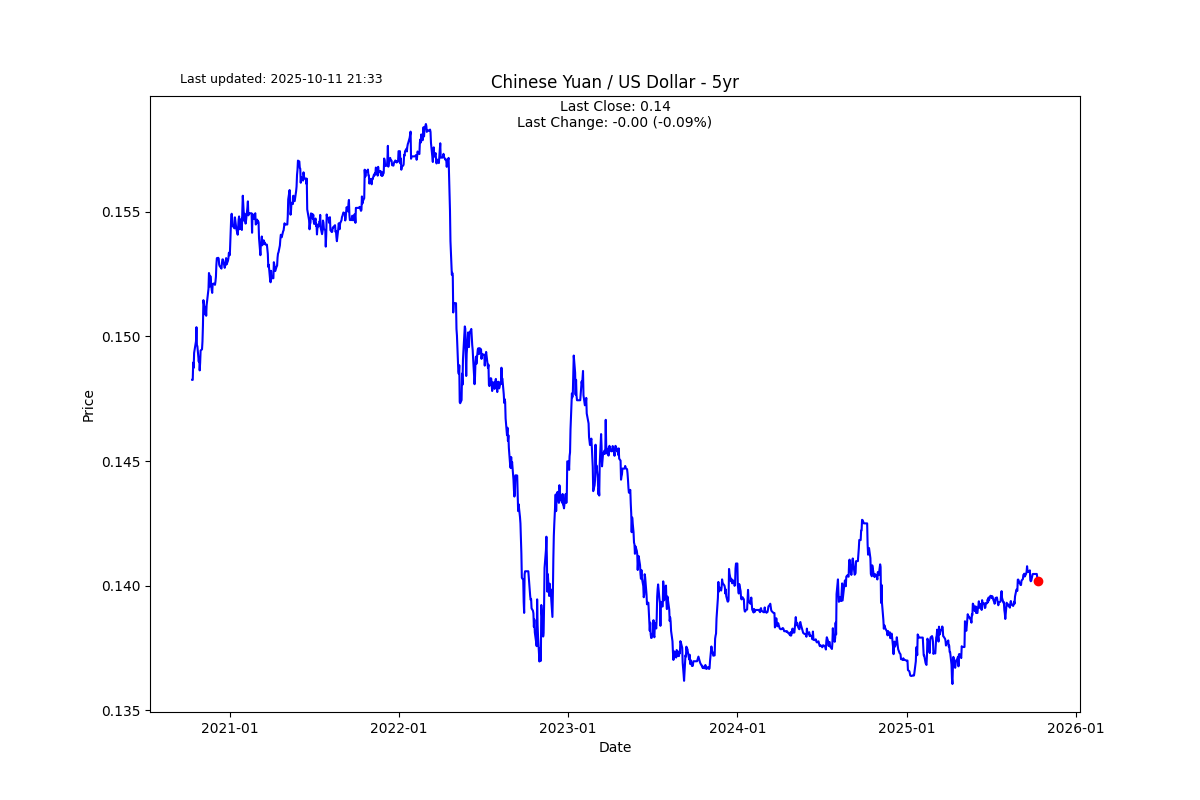 Last updated: 2025-10-11 21:33
Chinese Yuan / US Dollar - 5yr
Last Close: 0.14
Last Change: -0.00 (-0.09%)
Price
0.155
0.150
0.145
0.140
0.135
2021-01 2022-01 2023-01 2024-01 2025-01 2026-01
Date